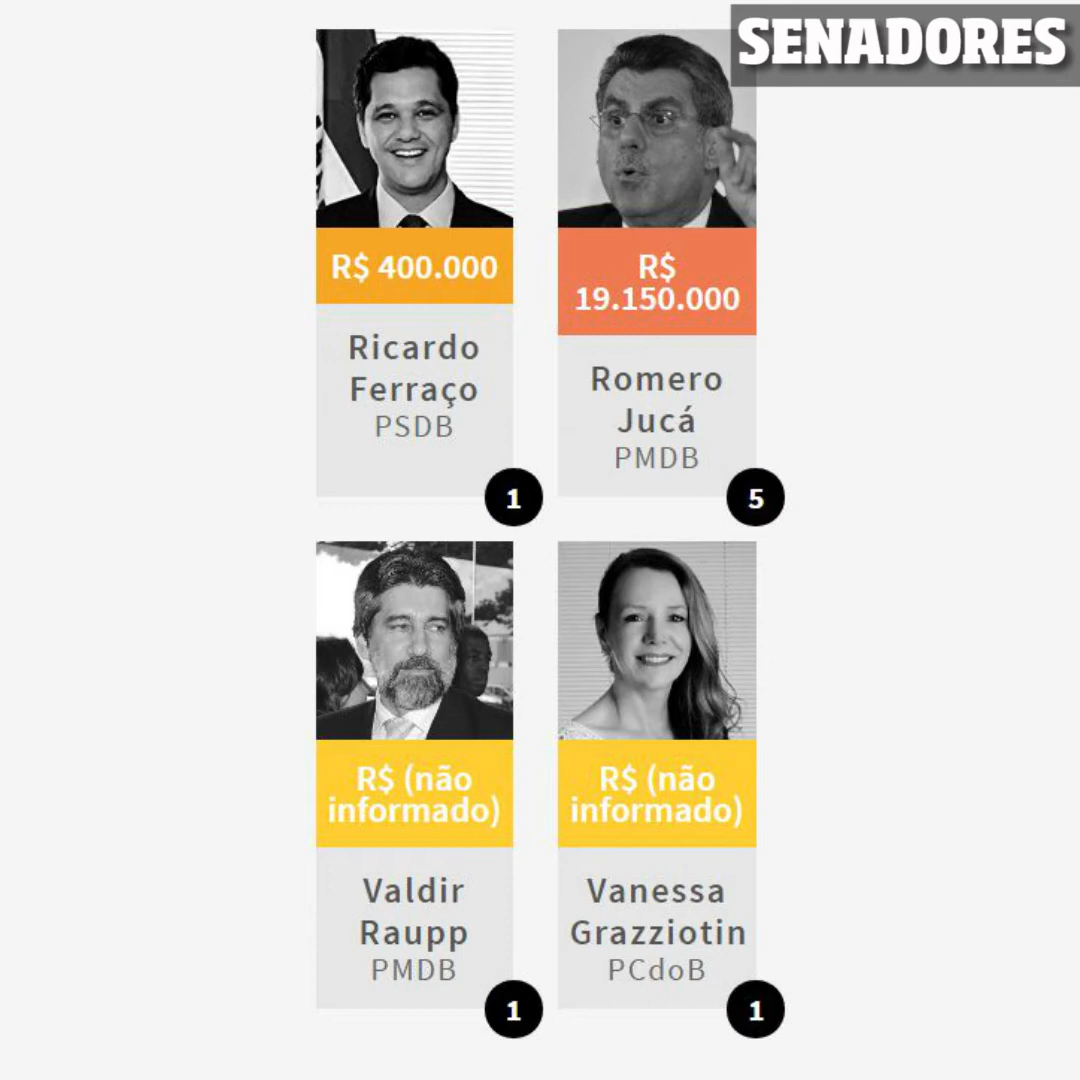 SENADORES
R$ 400.000
Ricardo
Ferraço
PSDB
1
R$
19.150.000
Romero
Jucá
PMDB
5
R$ (não
informado)
Valdir
Raupp
PMDB
1
R$ (não
informado)
Vanessa
Grazziotin
PCdoB
1